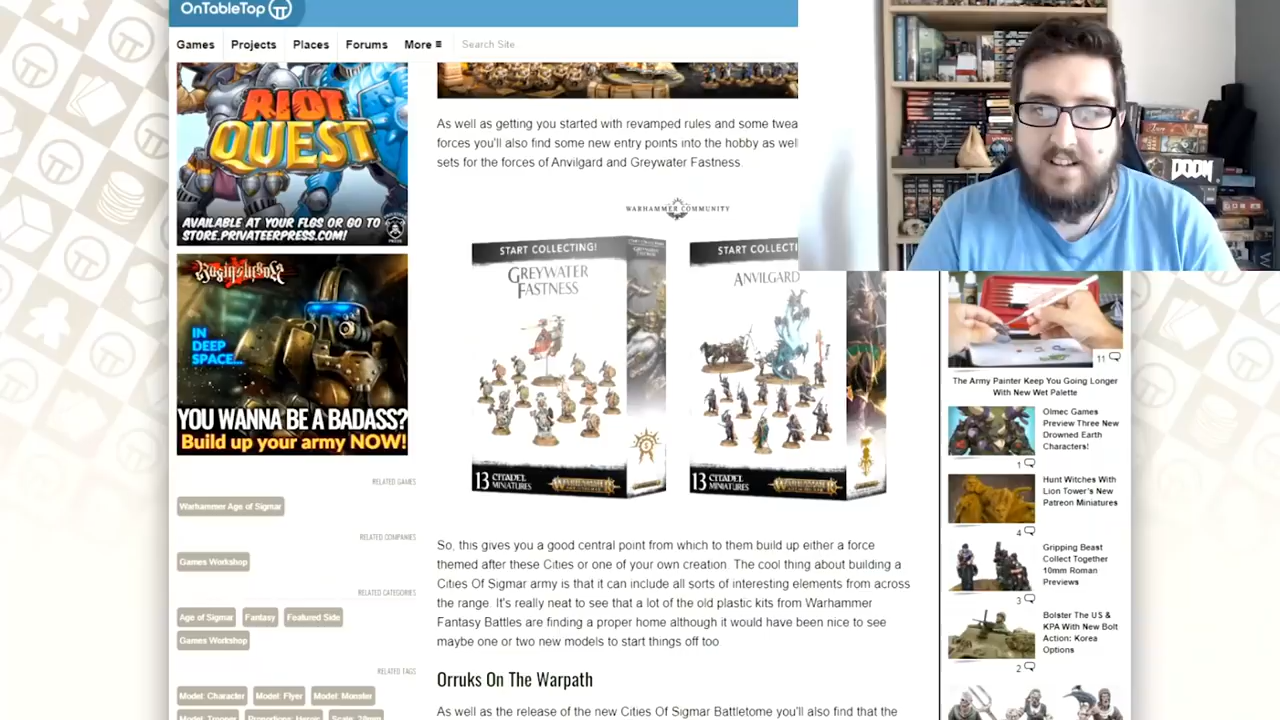 OnTableTop
Games Projects Places Forums More Search Site
RIOT
QUEST
AVAILABLE AT YOUR FLGS OR GO TO
STORE.PRIVATEERPRESS.COM!
IN
DEEP
SPACE...
YOU WANNA BE A BADASS?
Build up your army NOW!
RELATED GAMES
Warhammer Age of Sigmar
RELATED COMPANIES
Games Workshop
RELATED CATEGORIES
Age of Sigmar Fantasy Featured Side
Games Workshop
RELATED TAGS
Model: Character Model: Flyer Model: Monster
As well as getting you started with revamped rules and some
forces you'll also find some new entry points into the hobby as
sets for the forces of Anvilgard and Greywater Fastness.
WARHAMMER COMMUNITY
START COLLECTING!
GREYWATER
FASTNESS
13 CITADEL
MINIATURES
START
ANVILGARD
13 CITADEL
MINIATURES
So, this gives you a good central point from which to them build up either a force
themed after these Cities or one of your own creation. The cool thing about building a
Cities Of Sigmar army is that it can include all sorts of interesting elements from across
the range. It's really neat to see that a lot of the old plastic kits from Warhammer
Fantasy Battles are finding a proper home although it would have been nice to see
maybe one or two new models to start things off too
Orruks On The Warpath
As well as the release of the new Cities Of Sigmar Battletome you'll also find that the
DOOM
11
The Army Painter Keep You Going Longer
With New Wet Palette
Olmec Games
Preview Three New
Drowned Earth
Characters!
1
Hunt Witches With
Lion Tower's New
Patreon Miniatures
4
Gripping Beast
Collect Together
10mm Roman
Previews
3
Bolster The US &
KPA With New Bolt
Action: Korea
Options
2